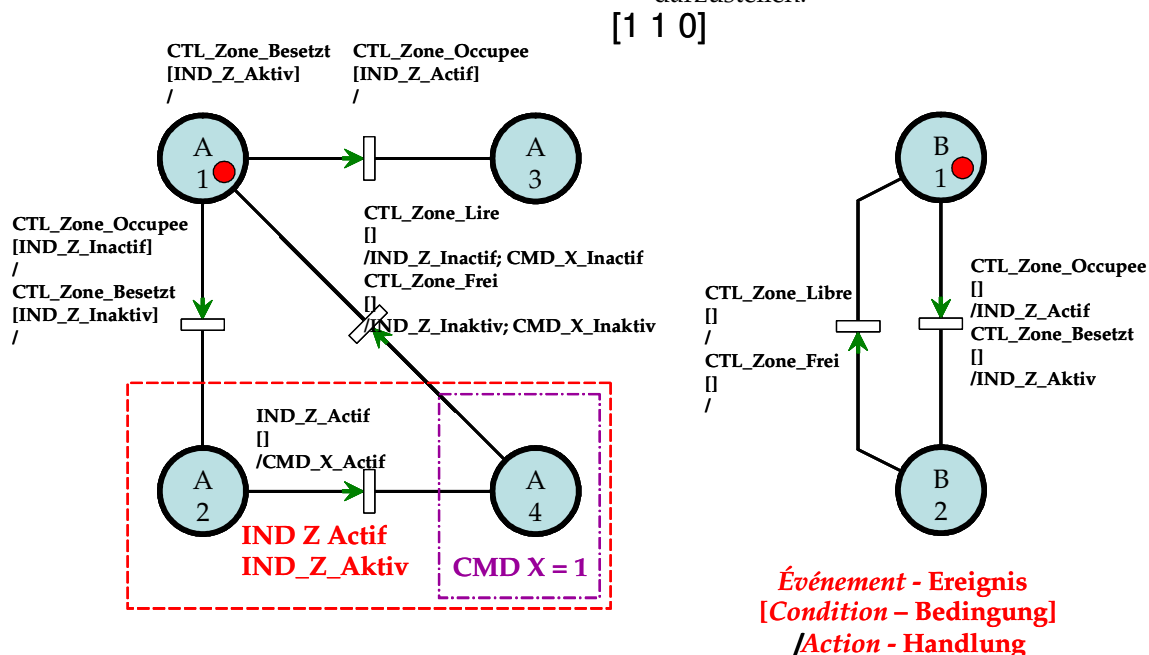 darzustellen.
[1 1 0]
CTL_Zone_Besetzt
[IND_Z_Aktiv]
/
CTL_Zone_Occupee
[IND_Z_Actif]
/
A
1
A
3
B
1
CTL_Zone_Occupee
[IND_Z_Inactif]
/
CTL_Zone_Besetzt
[IND_Z_Inaktiv]
/
CTL_Zone_Lire
[]
/IND_Z_Inactif; CMD_X_Inactif
CTL_Zone_Frei
[]
/IND_Z_Inaktiv; CMD_X_Inaktiv
CTL_Zone_Libre
[]
/
CTL_Zone_Frei
[]
/
CTL_Zone_Occupee
[]
/IND_Z_Actif
CTL_Zone_Besetzt
[]
/IND_Z_Aktiv
IND_Z_Actif
[]
/CMD_X_Actif
A
2
A
4
B
2
IND Z Actif
IND_Z_Aktiv
CMD X = 1
Événement - Ereignis
[Condition – Bedingung]
/Action - Handlung